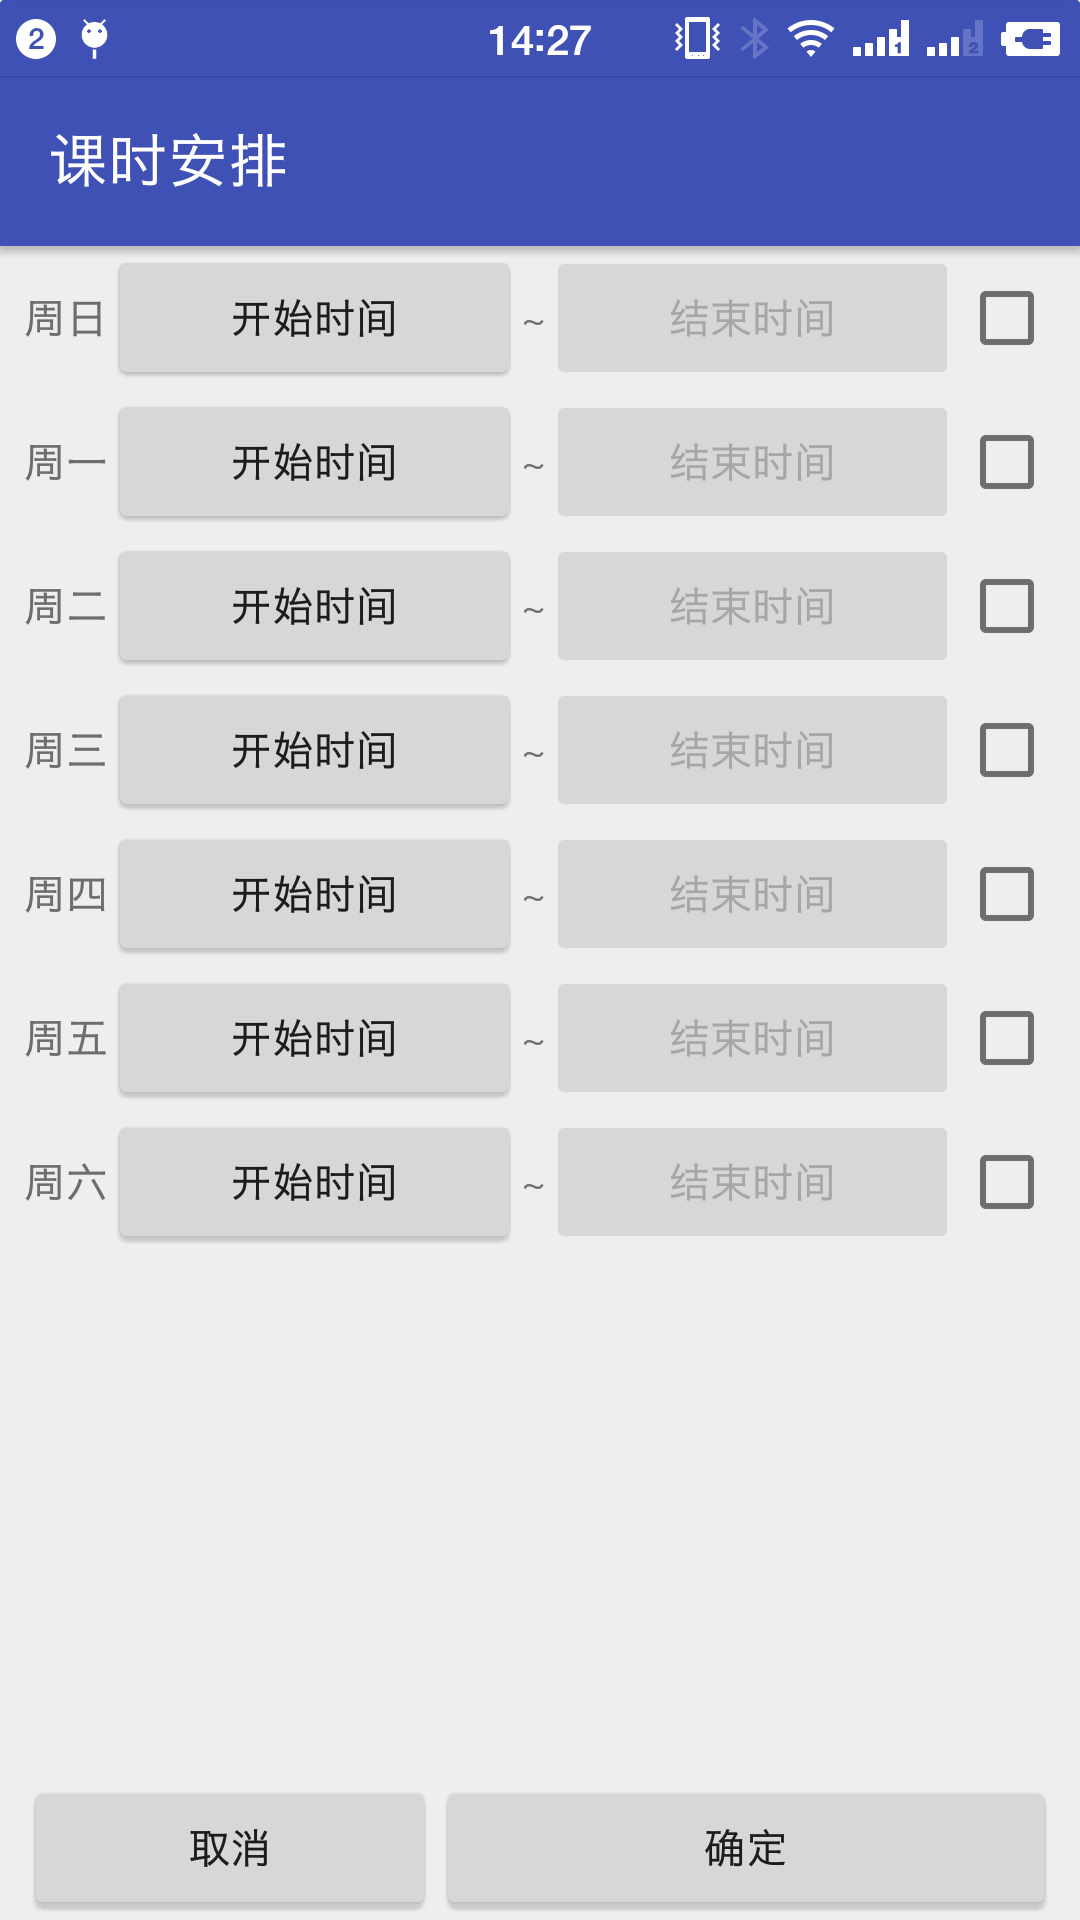 2 14:27 1 2
课时安排
周日 开始时间 ~ 结束时间
周一 开始时间 ~ 结束时间
周二 开始时间 ~ 结束时间
周三 开始时间 ~ 结束时间
周四 开始时间 ~ 结束时间
周五 开始时间 ~ 结束时间
周六 开始时间 ~ 结束时间
取消 确定